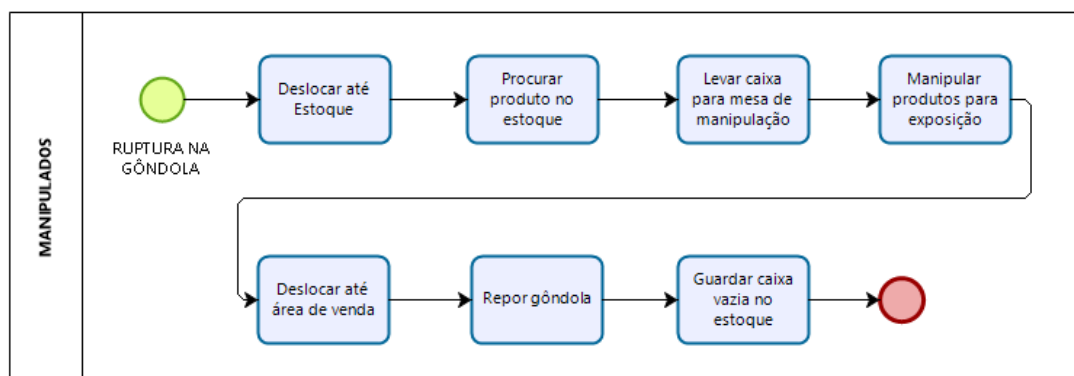 MANIPULADOS
RUPTURA NA
GÔNDOLA
Deslocar até
Estoque
Procurar
produto no
estoque
Levar caixa
para mesa de
manipulação
Manipular
produtos para
exposição
Deslocar até
área de venda
Repor gôndola
Guardar caixa
vazia no
estoque